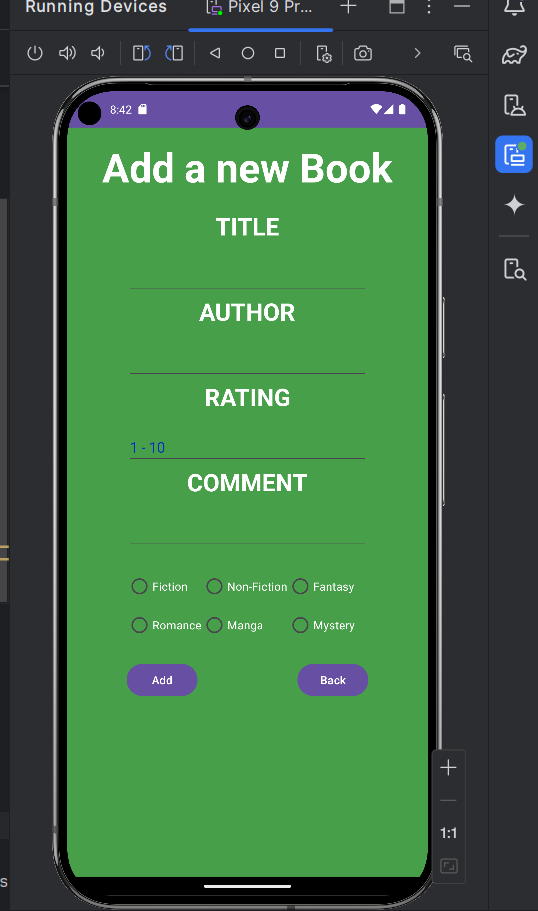 Running Devices
Pixel 9 Pr...
8:42
Add a new Book
TITLE
AUTHOR
RATING
1 - 10
COMMENT
Fiction Non-Fiction Fantasy
Romance Manga Mystery
Add Back
1:1
s